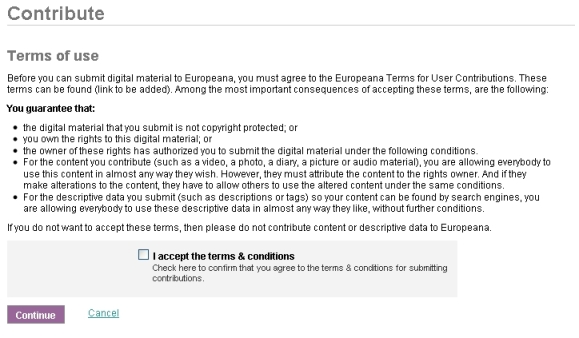 Contribute
Terms of use
Before you can submit digital material to Europeana, you must agree to the Europeana Terms for User Contributions. These
terms can be found (link to be added). Among the most important consequences of accepting these terms, are the following:
You guarantee that:
• the digital material that you submit is not copyright protected; or
• you own the rights to this digital material; or
• the owner of these rights has authorized you to submit the digital material under the following conditions.
• For the content you contribute (such as a video, a photo, a diary, a picture or audio material), you are allowing everybody to
use this content in almost any way they wish. However, they must attribute the content to the rights owner. And if they
make alterations to the content, they have to allow others to use the altered content under the same conditions.
• For the descriptive data you submit (such as descriptions or tags) so your content can be found by search engines, you
are allowing everybody to use these descriptive data in almost any way they like, without further conditions.
If you do not want to accept these terms, then please do not contribute content or descriptive data to Europeana.
I accept the terms & conditions
Check here to confirm that you agree to the terms & conditions for submitting
contributions.
Continue
Cancel